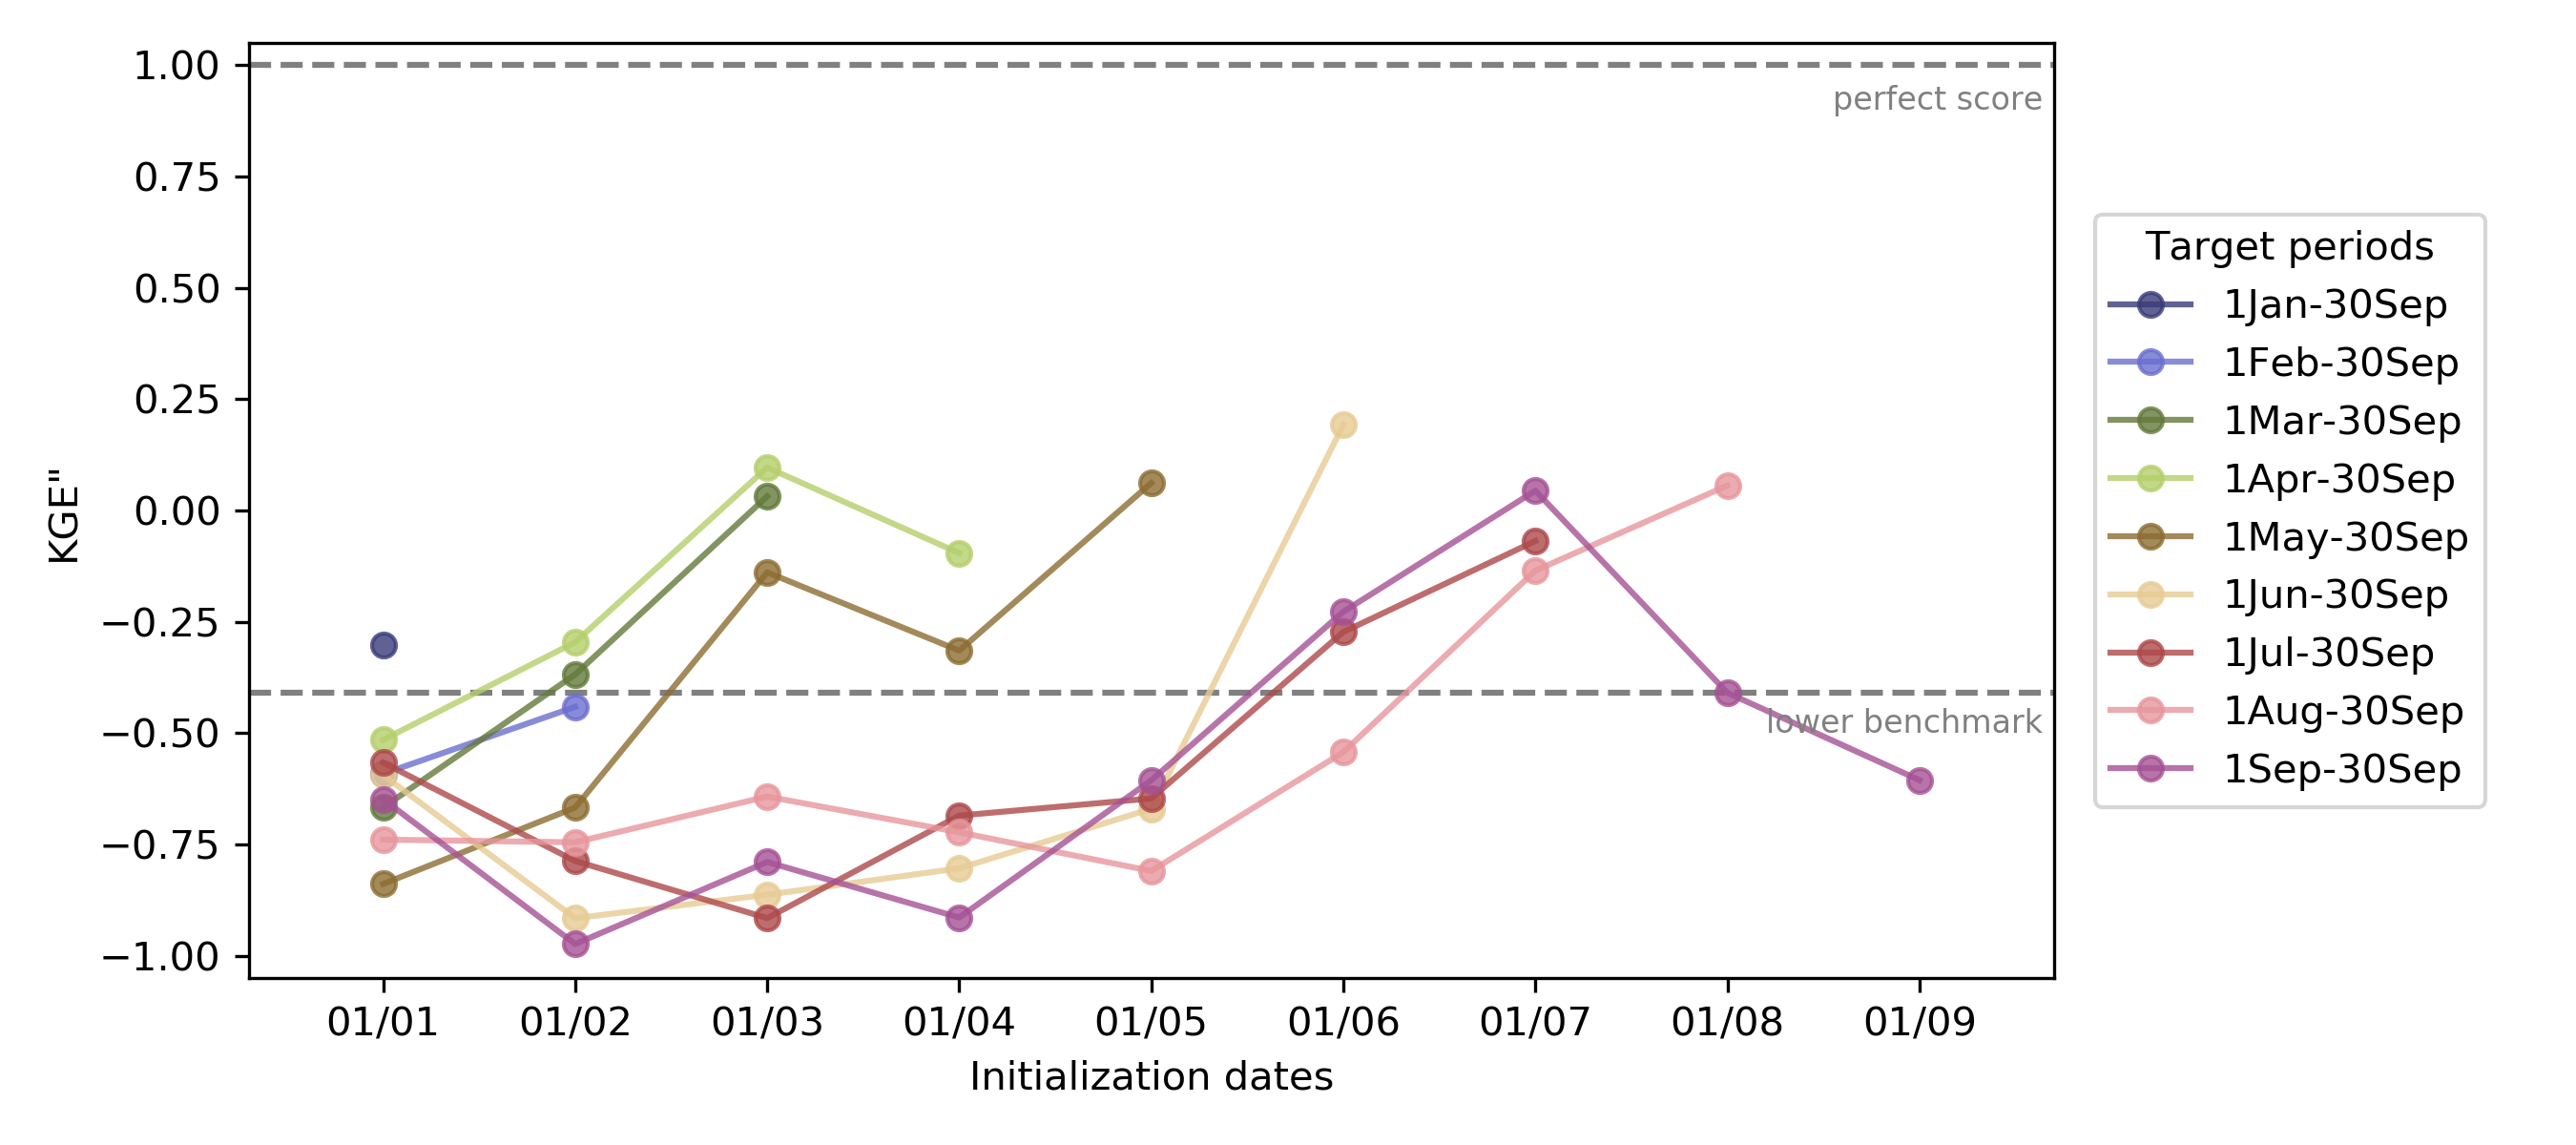 1.00
0.75
0.50
0.25
0.00
−0.25
−0.50
−0.75
−1.00
KGE"
perfect score
lower benchmark
01/01 01/02 01/03 01/04 01/05 01/06 01/07 01/08 01/09
Initialization dates
Target periods
1Jan-30Sep
1Feb-30Sep
1Mar-30Sep
1Apr-30Sep
1May-30Sep
1Jun-30Sep
1Jul-30Sep
1Aug-30Sep
1Sep-30Sep